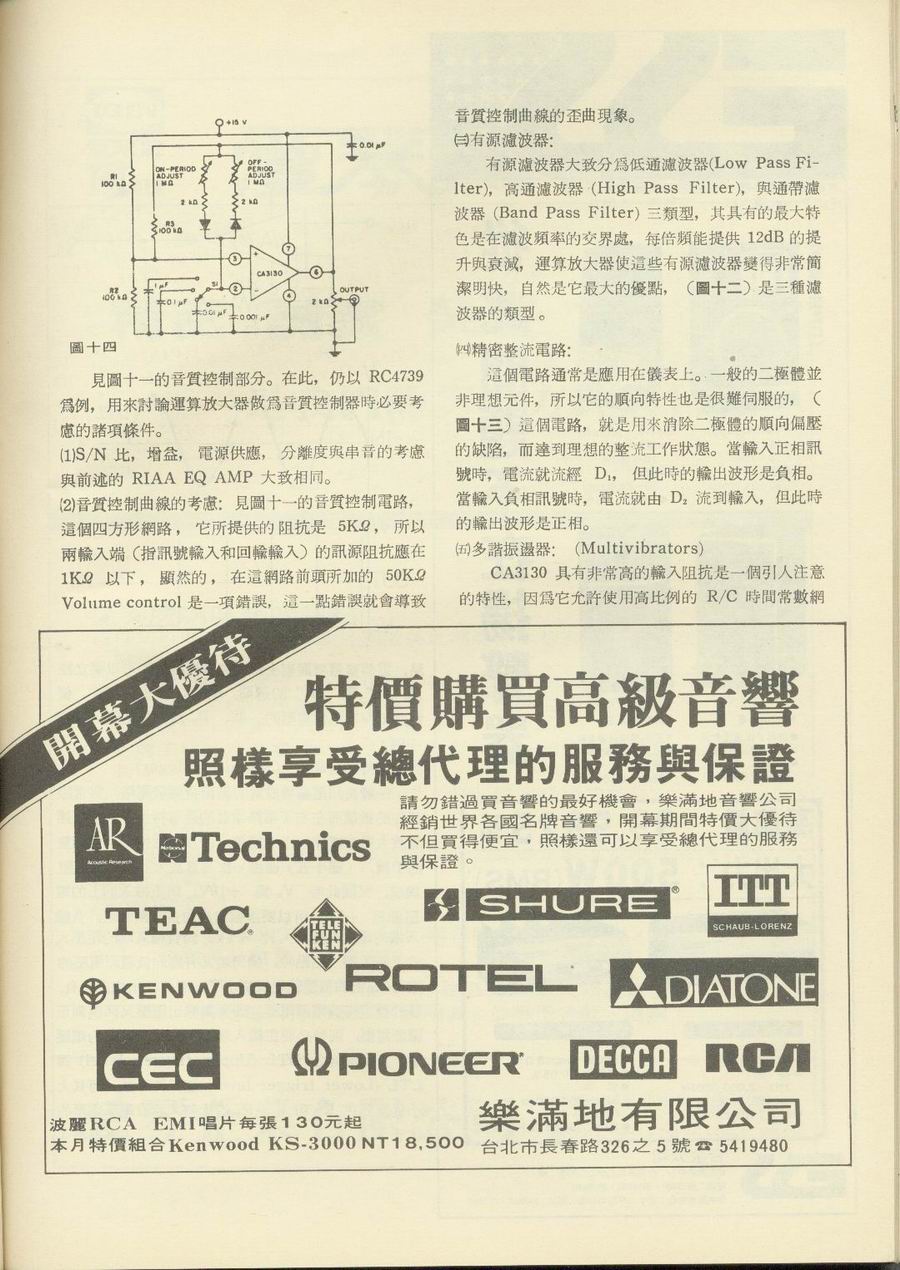 +15 V
0.01 μF
R1
100 kΩ
ON-PERIOD
ADJUST
1 MΩ
OFF-
PERIOD
ADJUST
1 MΩ
2 kΩ
2 kΩ
R3
100 kΩ
7
3
+
CA3130
6
2
−
4
S1
R2
100 kΩ
1 μF
0.1 μF
0.01 μF
0.001 μF
2 kΩ
OUTPUT
圖十四
見圖十一的音質控制部分。在此，仍以 RC4739
爲例，用來討論運算放大器做爲音質控制器時必要考
慮的諸項條件。
(1)S/N 比，增益，電源供應，分離度與串音的考慮
與前述的 RIAA EQ AMP 大致相同。
(2)音質控制曲線的考慮：見圖十一的音質控制電路，
這個四方形網路，它所提供的阻抗是 5KΩ，所以
兩輸入端（指訊號輸入和回輸輸入）的訊源阻抗應在
1KΩ 以下，顯然的，在這網路前頭所加的 50KΩ
Volume control 是一項錯誤，這一點錯誤就會導致
音質控制曲線的歪曲現象。
㈢有源濾波器：
有源濾波器大致分爲低通濾波器(Low Pass Fi-
lter)，高通濾波器 (High Pass Filter)，與通帶濾
波器 (Band Pass Filter) 三類型，其具有的最大特
色是在濾波頻率的交界處，每倍頻能提供 12dB 的提
升與衰減，運算放大器使這些有源濾波器變得非常簡
潔明快，自然是它最大的優點，（圖十二）是三種濾
波器的類型。
㈣精密整流電路：
這個電路通常是應用在儀表上。一般的二極體並
非理想元件，所以它的順向特性也是很難伺服的，（
圖十三）這個電路，就是用來消除二極體的順向偏壓
的缺陷，而達到理想的整流工作狀態。當輸入正相訊
號時，電流就流經 D₁，但此時的輸出波形是負相。
當輸入負相訊號時，電流就由 D₂ 流到輸入，但此時
的輸出波形是正相。
㈤多諧振盪器：（Multivibrators)
CA3130 具有非常高的輸入阻抗是一個引人注意
的特性，因爲它允許使用高比例的 R/C 時間常數網
開幕大優待
特價購買高級音響
照樣享受總代理的服務與保證
請勿錯過買音響的最好機會，樂滿地音響公司
經銷世界各國名牌音響，開幕期間特價大優待
不但買得便宜，照樣還可以享受總代理的服務
與保證。
AR
Acoustic Research
National
Technics
TEAC®
TELE
FUN
KEN
SHURE®
ITT
SCHAUB-LORENZ
KENWOOD
ROTEL
DIATONE
CEC
PIONEER®
DECCA
RCA
波麗RCA EMI唱片每張130元起
本月特價組合Kenwood KS-3000 NT18,500
樂滿地有限公司
台北市長春路326之5號☎5419480